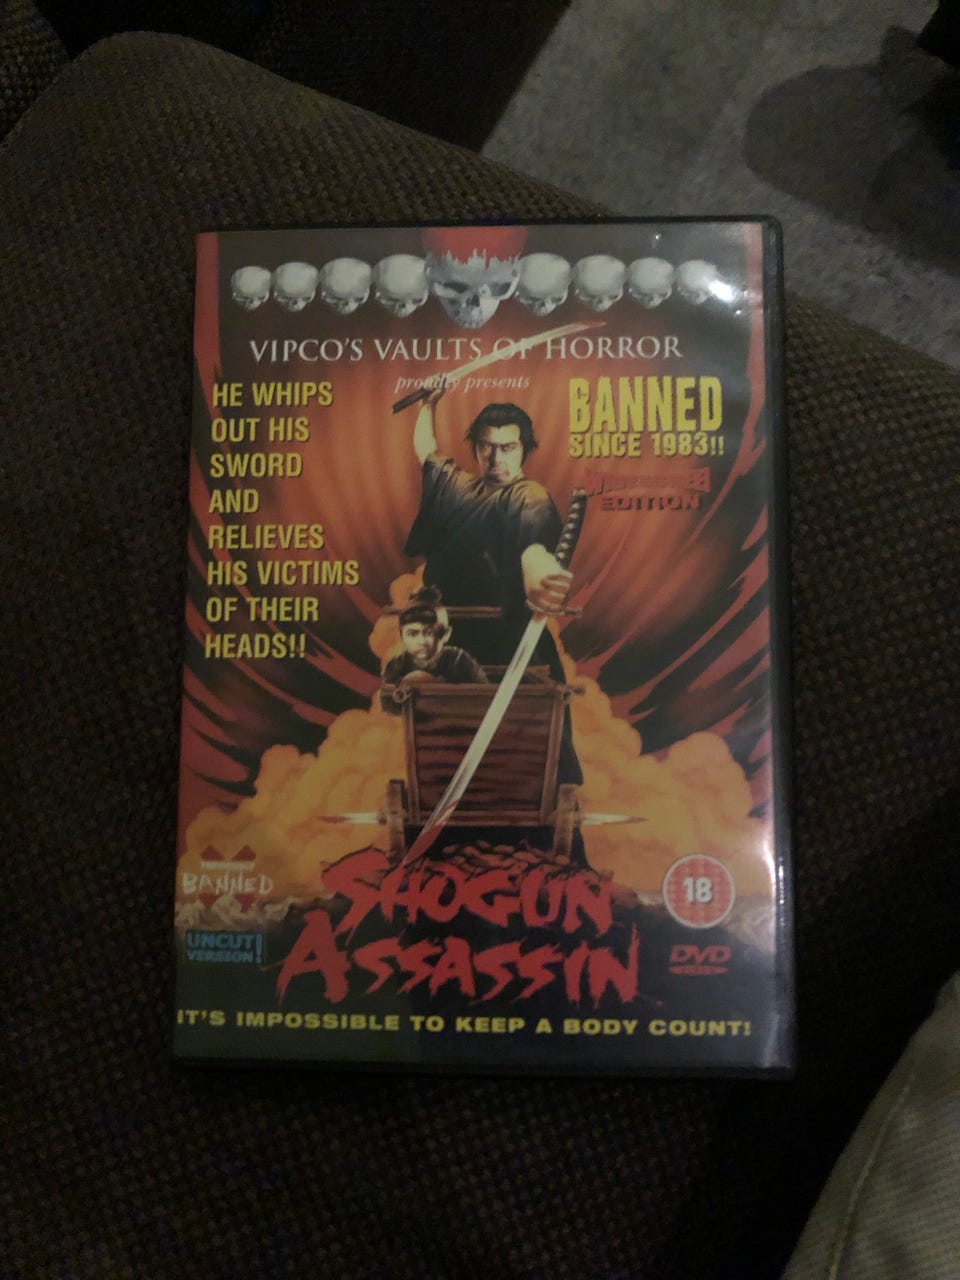 VIPCO'S VAULTS OF HORROR
proudly presents
HE WHIPS
OUT HIS
SWORD
AND
RELIEVES
HIS VICTIMS
OF THEIR
HEADS!!
BANNED
SINCE 1983!!
WIDESCREEN
EDITION
BANNED
UNCUT
VERSION!
SHOGUN
ASSASSIN
18
DVD
IT'S IMPOSSIBLE TO KEEP A BODY COUNT!